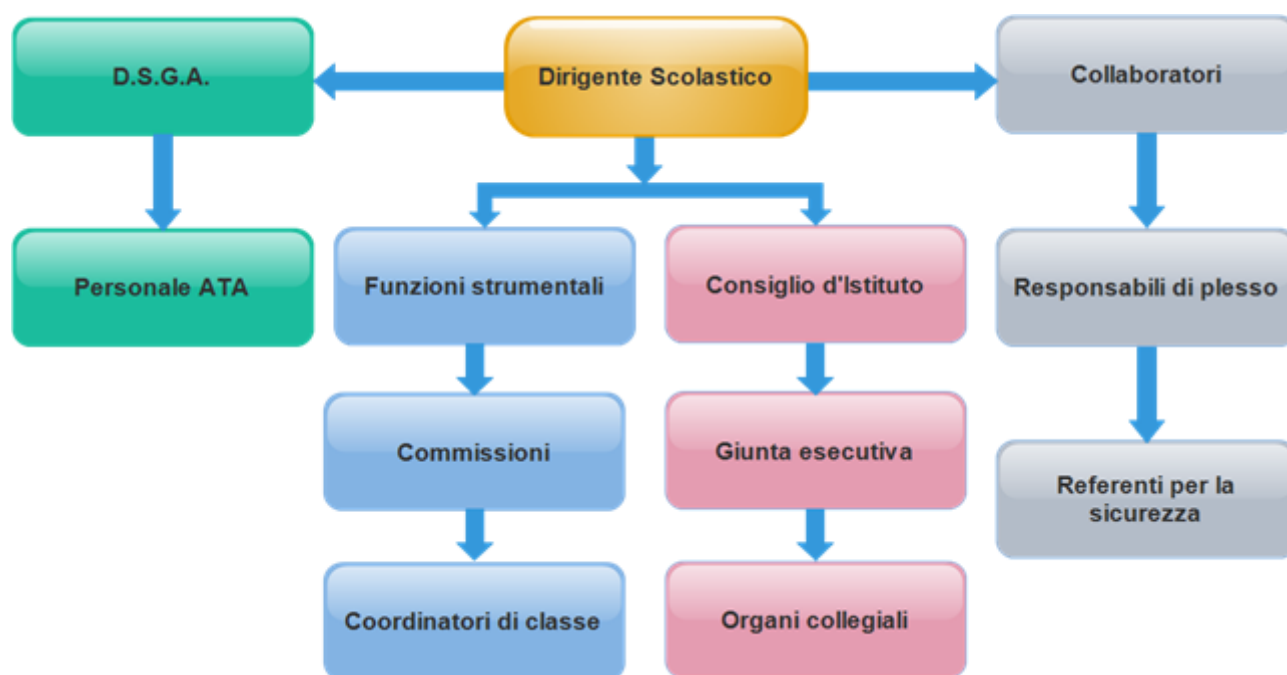 D.S.G.A.
Dirigente Scolastico
Collaboratori
Personale ATA
Funzioni strumentali
Consiglio d'Istituto
Responsabili di plesso
Commissioni
Giunta esecutiva
Referenti per la
sicurezza
Coordinatori di classe
Organi collegiali